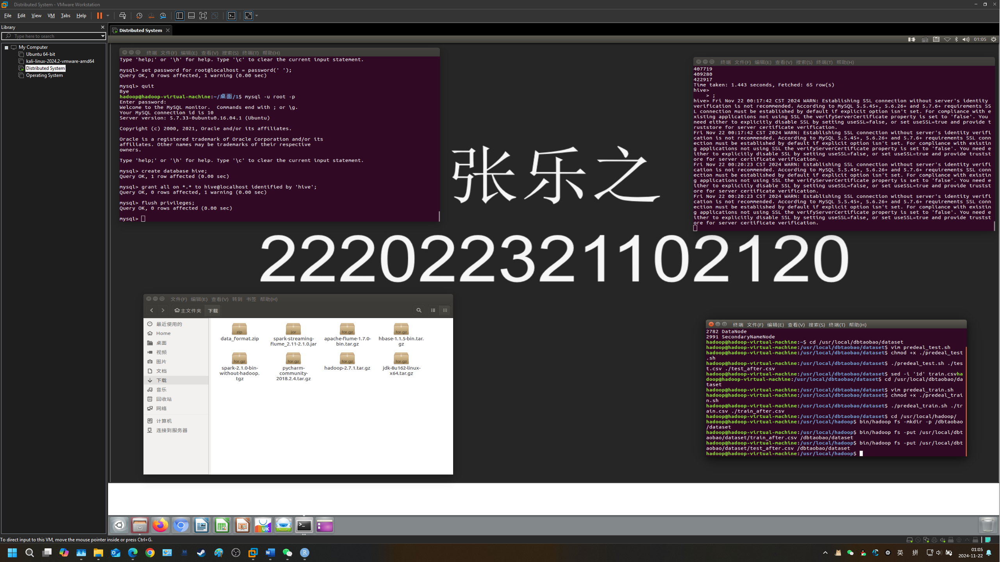 Distributed System - VMware Workstation
File Edit View VM Tabs Help
Library
Type here to search
My Computer
Ubuntu 64-bit
kali-linux-2024.2-vmware-amd64
Distributed System
Operating System
Distributed System
01:05
终端 文件(F) 编辑(E) 查看(V) 搜索(S) 终端(T) 帮助(H)
Type 'help;' or '\h' for help. Type '\c' to clear the current input statement.
mysql> set password for root@localhost = password(' ');
Query OK, 0 rows affected, 1 warning (0.00 sec)
mysql> quit
Bye
hadoop@hadoop-virtual-machine:~/桌面/1$ mysql -u root -p
Enter password:
Welcome to the MySQL monitor.  Commands end with ; or \g.
Your MySQL connection id is 10
Server version: 5.7.33-0ubuntu0.16.04.1 (Ubuntu)
Copyright (c) 2000, 2021, Oracle and/or its affiliates.
Oracle is a registered trademark of Oracle Corporation and/or its
affiliates. Other names may be trademarks of their respective
owners.
Type 'help;' or '\h' for help. Type '\c' to clear the current input statement.
mysql> create database hive;
Query OK, 1 row affected (0.00 sec)
mysql> grant all on *.* to hive@localhost identified by 'hive';
Query OK, 0 rows affected, 1 warning (0.00 sec)
mysql> flush privileges;
Query OK, 0 rows affected (0.00 sec)
mysql>
终端 文件(F) 编辑(E) 查看(V) 搜索(S) 终端(T) 帮助(H)
407719
409280
422917
Time taken: 1.443 seconds, Fetched: 65 row(s)
hive>
    > ;
hive> Fri Nov 22 00:17:42 CST 2024 WARN: Establishing SSL connection without server's identity
verification is not recommended. According to MySQL 5.5.45+, 5.6.26+ and 5.7.6+ requirements SS
L connection must be established by default if explicit option isn't set. For compliance with e
xisting applications not using SSL the verifyServerCertificate property is set to 'false'. You
need either to explicitly disable SSL by setting useSSL=false, or set useSSL=true and provide t
ruststore for server certificate verification.
Fri Nov 22 00:17:42 CST 2024 WARN: Establishing SSL connection without server's identity verifi
cation is not recommended. According to MySQL 5.5.45+, 5.6.26+ and 5.7.6+ requirements SSL conn
ection must be established by default if explicit option isn't set. For compliance with existin
g applications not using SSL the verifyServerCertificate property is set to 'false'. You need e
ither to explicitly disable SSL by setting useSSL=false, or set useSSL=true and provide trustst
ore for server certificate verification.
Fri Nov 22 00:20:23 CST 2024 WARN: Establishing SSL connection without server's identity verifi
cation is not recommended. According to MySQL 5.5.45+, 5.6.26+ and 5.7.6+ requirements SSL conn
ection must be established by default if explicit option isn't set. For compliance with existin
g applications not using SSL the verifyServerCertificate property is set to 'false'. You need e
ither to explicitly disable SSL by setting useSSL=false, or set useSSL=true and provide trustst
ore for server certificate verification.
Fri Nov 22 00:20:23 CST 2024 WARN: Establishing SSL connection without server's identity verifi
cation is not recommended. According to MySQL 5.5.45+, 5.6.26+ and 5.7.6+ requirements SSL conn
ection must be established by default if explicit option isn't set. For compliance with existin
g applications not using SSL the verifyServerCertificate property is set to 'false'. You need e
ither to explicitly disable SSL by setting useSSL=false, or set useSSL=true and provide trustst
ore for server certificate verification.
张乐之
222022321102120
文件(F) 编辑(E) 查看(V) 转到 书签 帮助(H)
主文件夹 下载
最近使用的
Home
桌面
视频
图片
文档
下载
音乐
回收站
网络
计算机
连接到服务器
zip jar tar.gz tar.gz
data_format.zip
spark-streaming-
flume_2.11-2.1.0.jar
apache-flume-1.7.0-
bin.tar.gz
hbase-1.1.5-bin.tar.
gz
tar.gz tar.gz tar.gz tar.gz
spark-2.1.0-bin-
without-hadoop.
tgz
pycharm-
community-
2018.2.4.tar.gz
hadoop-2.7.1.tar.gz
jdk-8u162-linux-
x64.tar.gz
终端 文件(F) 编辑(E) 查看(V) 搜索(S) 终端(T) 帮助(H)
2782 DataNode
2991 SecondaryNameNode
hadoop@hadoop-virtual-machine:~$ cd /usr/local/dbtaobao/dataset
hadoop@hadoop-virtual-machine:/usr/local/dbtaobao/dataset$ vim predeal_test.sh
hadoop@hadoop-virtual-machine:/usr/local/dbtaobao/dataset$ chmod +x ./predeal_test
.sh
hadoop@hadoop-virtual-machine:/usr/local/dbtaobao/dataset$ ./predeal_test.sh ./tes
t.csv ./test_after.csv
hadoop@hadoop-virtual-machine:/usr/local/dbtaobao/dataset$ sed -i '1d' train.csvha
doop@hadoop-virtual-machine:/usr/local/dbtaobao/dataset$ cd /usr/local/dbtaobao/da
taset
hadoop@hadoop-virtual-machine:/usr/local/dbtaobao/dataset$ vim predeal_train.sh
hadoop@hadoop-virtual-machine:/usr/local/dbtaobao/dataset$ chmod +x ./predeal_trai
n.sh
hadoop@hadoop-virtual-machine:/usr/local/dbtaobao/dataset$ ./predeal_train.sh ./tr
ain.csv ./train_after.csv
hadoop@hadoop-virtual-machine:/usr/local/dbtaobao/dataset$ cd /usr/local/hadoop/
hadoop@hadoop-virtual-machine:/usr/local/hadoop$ bin/hadoop fs -mkdir -p /dbtaobao
/dataset
hadoop@hadoop-virtual-machine:/usr/local/hadoop$ bin/hadoop fs -put /usr/local/dbt
aobao/dataset/train_after.csv /dbtaobao/dataset
hadoop@hadoop-virtual-machine:/usr/local/hadoop$ bin/hadoop fs -put /usr/local/dbt
aobao/dataset/test_after.csv /dbtaobao/dataset
hadoop@hadoop-virtual-machine:/usr/local/hadoop$
UK
To direct input to this VM, move the mouse pointer inside or press Ctrl+G.
英 拼
01:05
2024-11-22